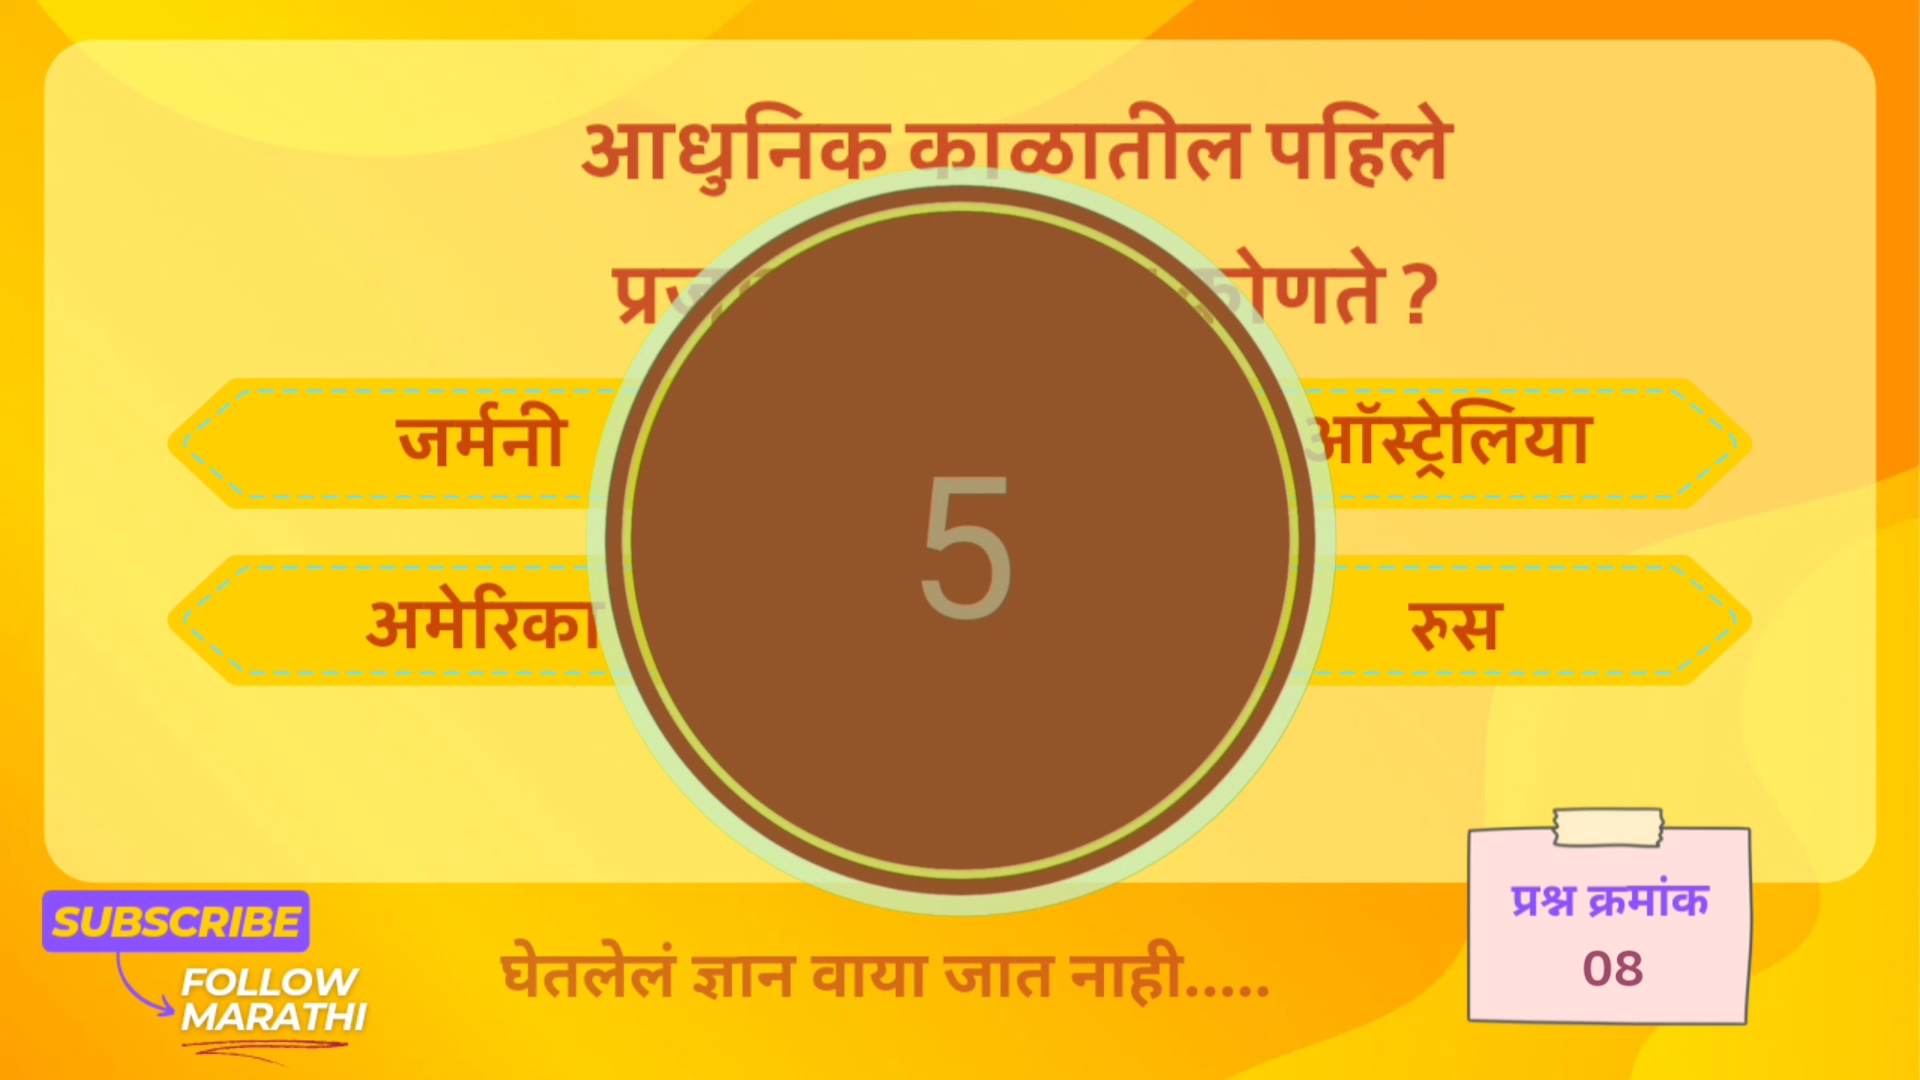 आधुनिक काळातील पहिले
कोणते ?
जर्मनी
ऑस्ट्रेलिया
5
अमेरिका
रुस
प्रश्न क्रमांक
08
SUBSCRIBE
FOLLOW
MARATHI
घेतलेलं ज्ञान वाया जात नाही.....